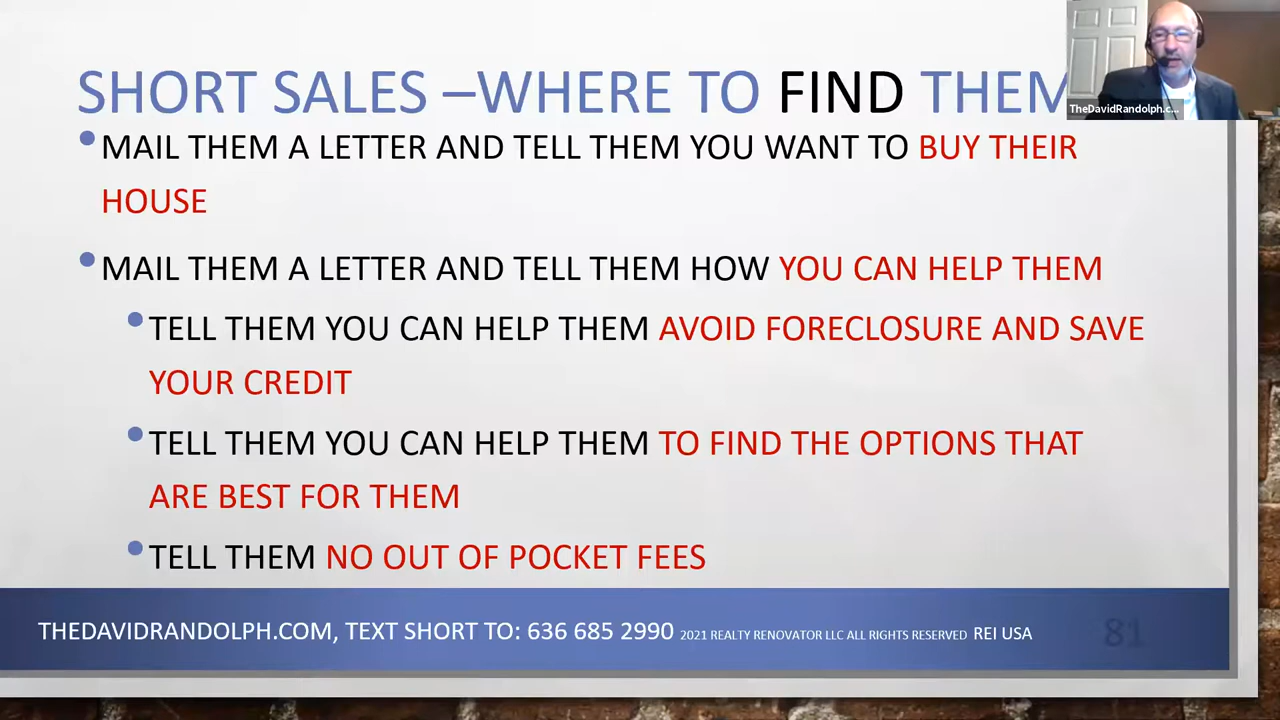 SHORT SALES –WHERE TO FIND THEM
TheDavidRandolph.c...
MAIL THEM A LETTER AND TELL THEM YOU WANT TO BUY THEIR
HOUSE
MAIL THEM A LETTER AND TELL THEM HOW YOU CAN HELP THEM
TELL THEM YOU CAN HELP THEM AVOID FORECLOSURE AND SAVE
YOUR CREDIT
TELL THEM YOU CAN HELP THEM TO FIND THE OPTIONS THAT
ARE BEST FOR THEM
TELL THEM NO OUT OF POCKET FEES
THEDAVIDRANDOLPH.COM, TEXT SHORT TO: 636 685 2990 2021 REALTY RENOVATOR LLC ALL RIGHTS RESERVED REI USA 81